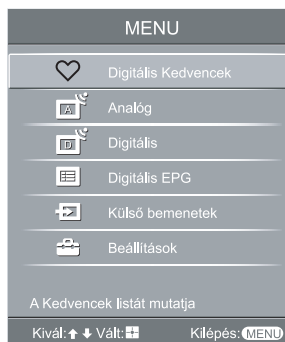 MENU
Digitális Kedvencek
A Analóg
D Digitális
Digitális EPG
Külső bemenetek
Beállítások
A Kedvencek listát mutatja
Kivál: Vált: Kilépés: MENU